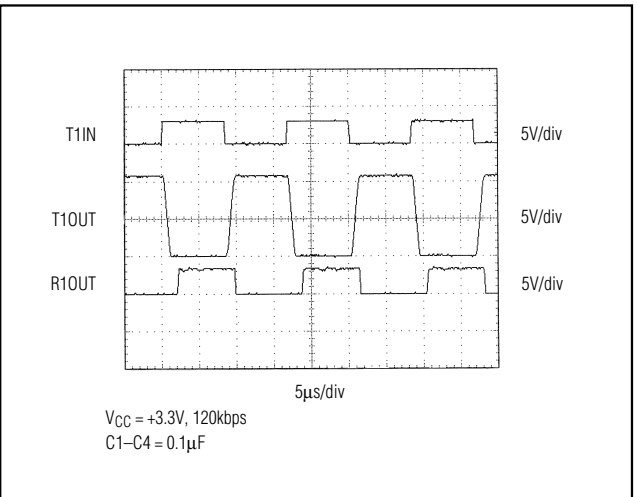 T1IN 5V/div
T1OUT 5V/div
R1OUT 5V/div
5μs/div
VCC = +3.3V, 120kbps
C1–C4 = 0.1μF